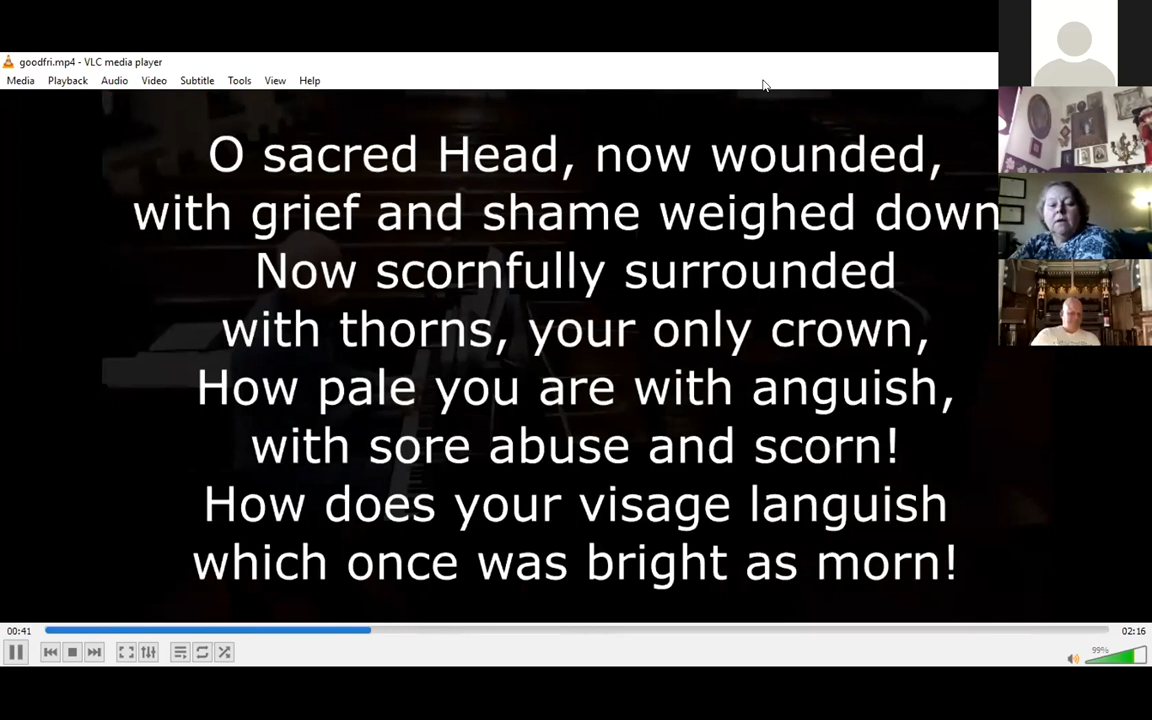 goodfri.mp4 - VLC media player
Media Playback Audio Video Subtitle Tools View Help
O sacred Head, now wounded,
with grief and shame weighed down
Now scornfully surrounded
with thorns, your only crown,
How pale you are with anguish,
with sore abuse and scorn!
How does your visage languish
which once was bright as morn!
00:41
02:16
99%